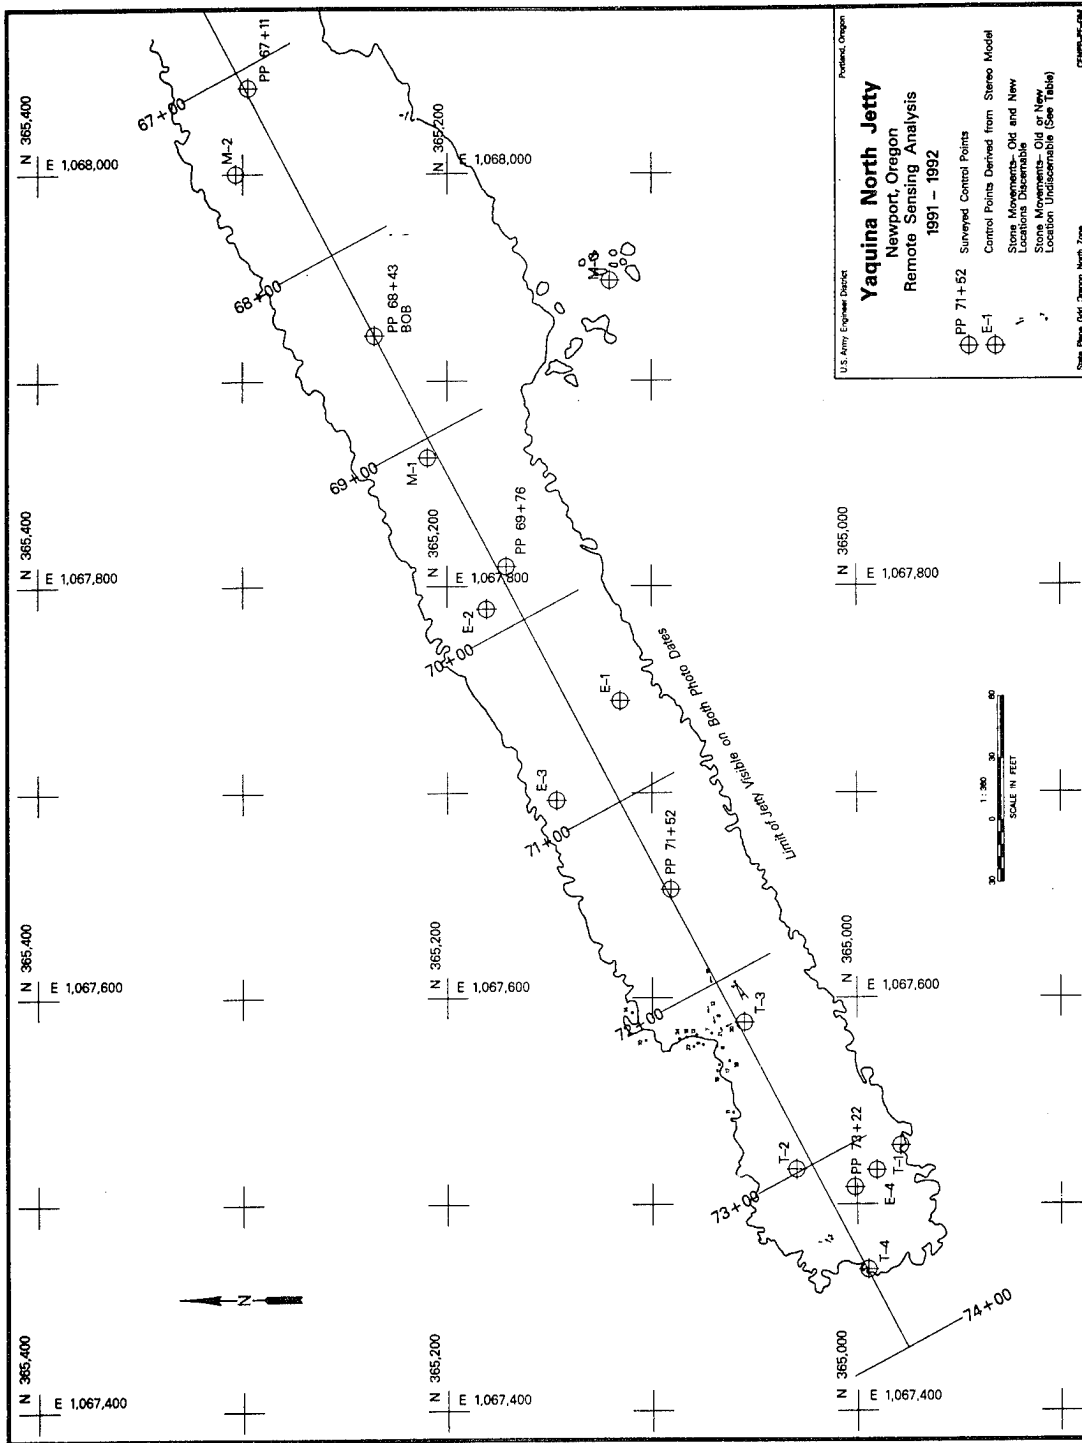 U.S. Army Engineer District
Portland, Oregon
Yaquina North Jetty
Newport, Oregon
Remote Sensing Analysis
1991 – 1992
PP 71+52 Surveyed Control Points
E-1 Control Points Derived from Stereo Model
Stone Movements- Old and New
Locations Discernable
Stone Movements- Old or New
Location Undiscernable (See Table)
State Plane Grid Oregon North Zone
N 365,400
E 1,068,000
N 365,200
E 1,068,000
67+00
PP 67+11
M-2
68+00
PP 68+43
BOB
69+00
M-1
PP 69+76
N 365,400
E 1,067,800
N 365,200
E 1,067,800
N 365,000
E 1,067,800
E-2
70+00
E-1
E-3
71+00
PP 71+52
Limit of Jetty Visible on Both Photo Dates
1:360
30 0 30 60
SCALE IN FEET
N 365,400
E 1,067,600
N 365,200
E 1,067,600
N 365,000
E 1,067,600
72+00
T-3
T-2
73+00
PP 73+22
E-4
T-1
T-4
74+00
N
N 365,400
E 1,067,400
N 365,200
E 1,067,400
N 365,000
E 1,067,400